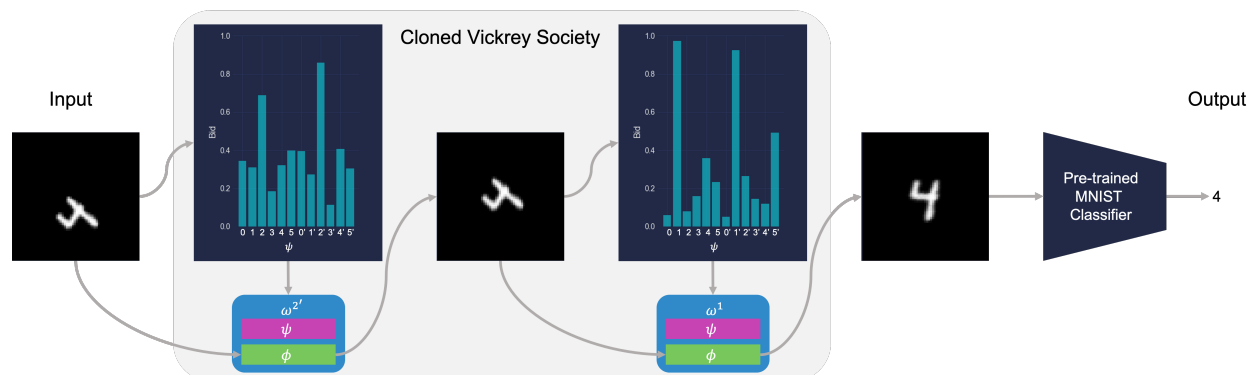 Cloned Vickrey Society
Input
Output
1.0
0.8
0.6
0.4
0.2
0.0
Bid
0 1 2 3 4 5 0' 1' 2' 3' 4' 5'
ψ
1.0
0.8
0.6
0.4
0.2
0.0
Bid
0 1 2 3 4 5 0' 1' 2' 3' 4' 5'
ψ
4
Pre-trained
MNIST
Classifier
4
ω²′
ψ
ϕ
ω¹
ψ
ϕ